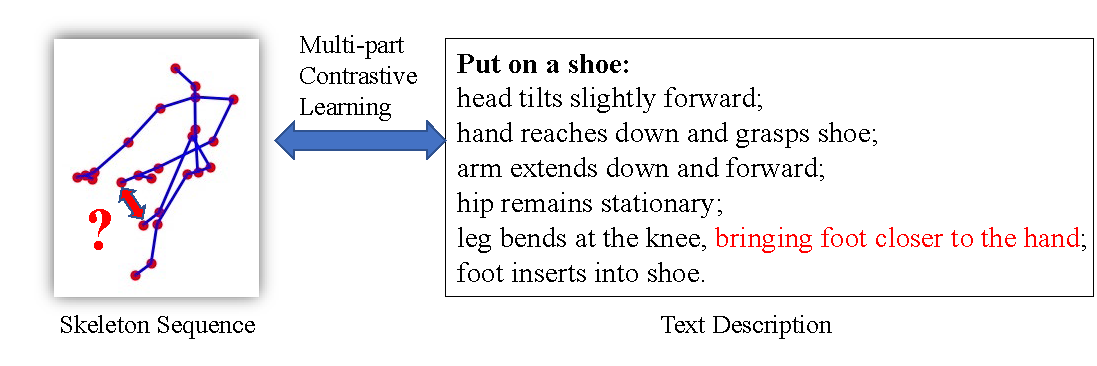 Multi-part
Contrastive
Learning
?
Put on a shoe:
head tilts slightly forward;
hand reaches down and grasps shoe;
arm extends down and forward;
hip remains stationary;
leg bends at the knee, bringing foot closer to the hand;
foot inserts into shoe.
Skeleton Sequence
Text Description